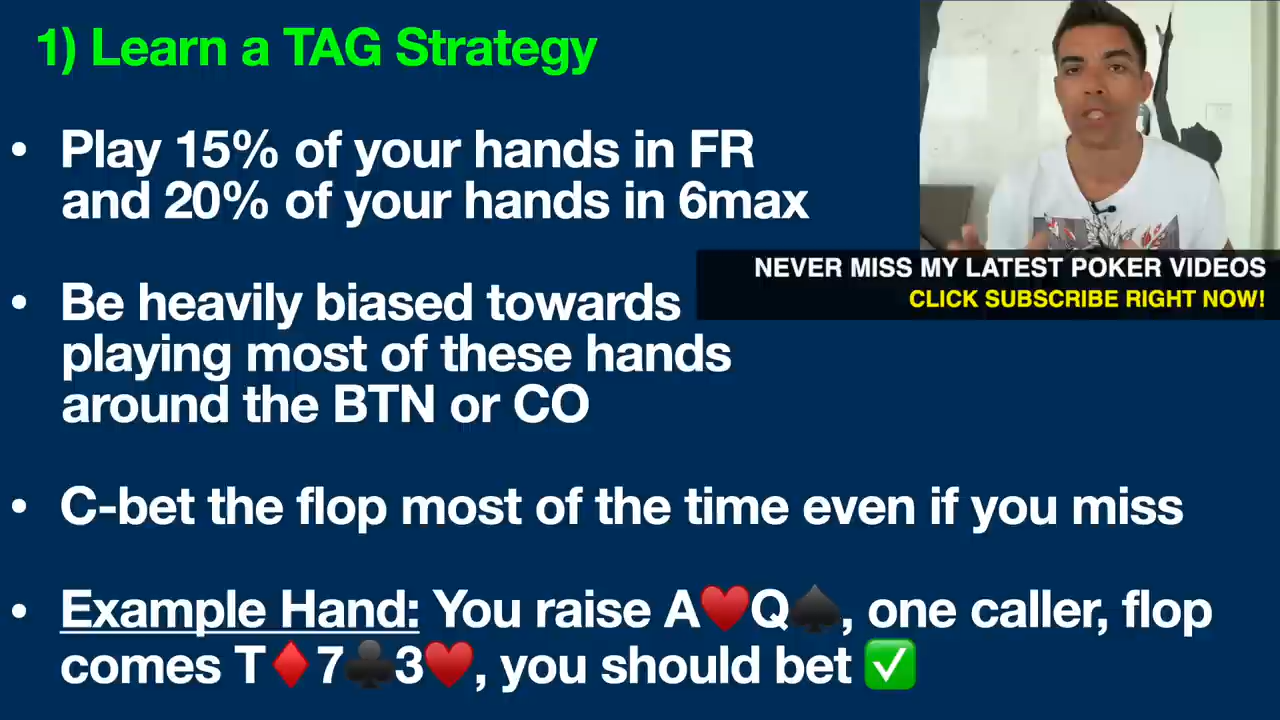 1) Learn a TAG Strategy
• Play 15% of your hands in FR
and 20% of your hands in 6max
NEVER MISS MY LATEST POKER VIDEOS
CLICK SUBSCRIBE RIGHT NOW!
• Be heavily biased towards
playing most of these hands
around the BTN or CO
• C-bet the flop most of the time even if you miss
• Example Hand: You raise A♥️Q♠️, one caller, flop
comes T♦️7♣️3♥️, you should bet ✅